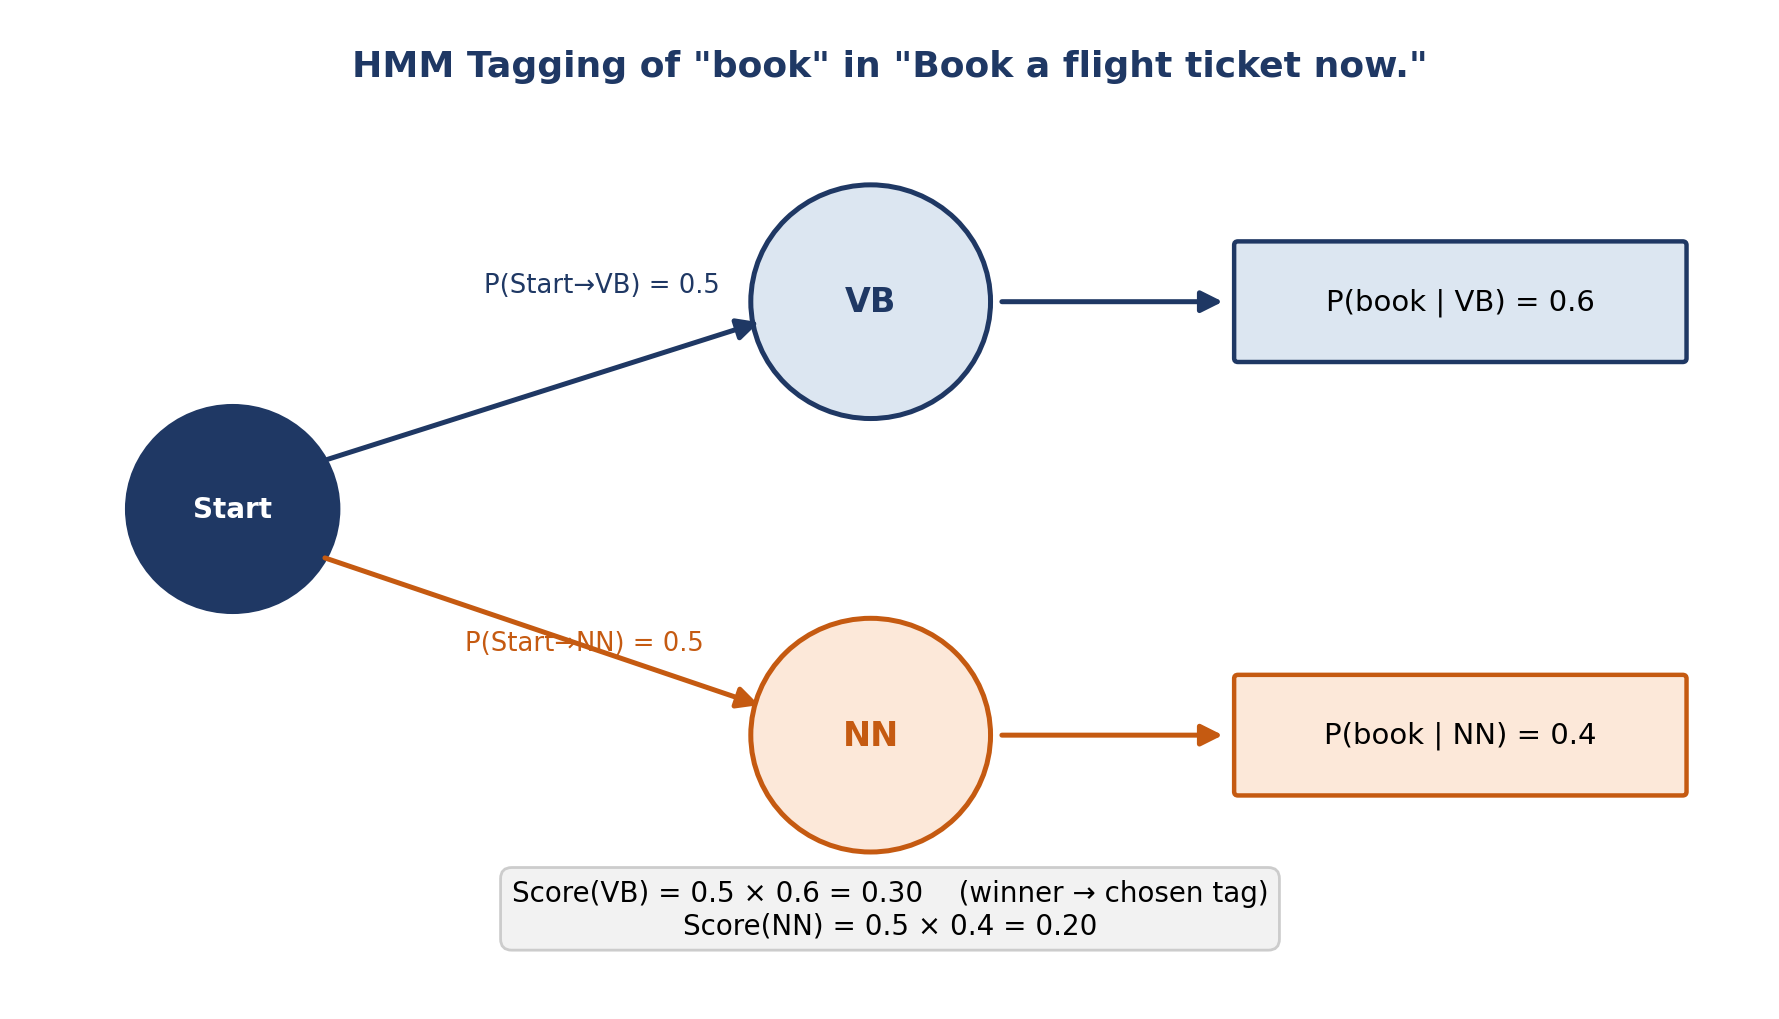 HMM Tagging of "book" in "Book a flight ticket now."
P(Start→VB) = 0.5
VB
P(book | VB) = 0.6
Start
P(Start→NN) = 0.5
NN
P(book | NN) = 0.4
Score(VB) = 0.5 × 0.6 = 0.30 (winner → chosen tag)
Score(NN) = 0.5 × 0.4 = 0.20